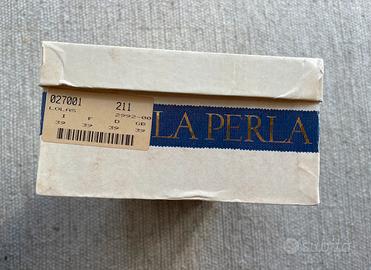 027001 211
LOLAS 2992-00
I F D GB
39 39 39 39
LA PERLA
subito